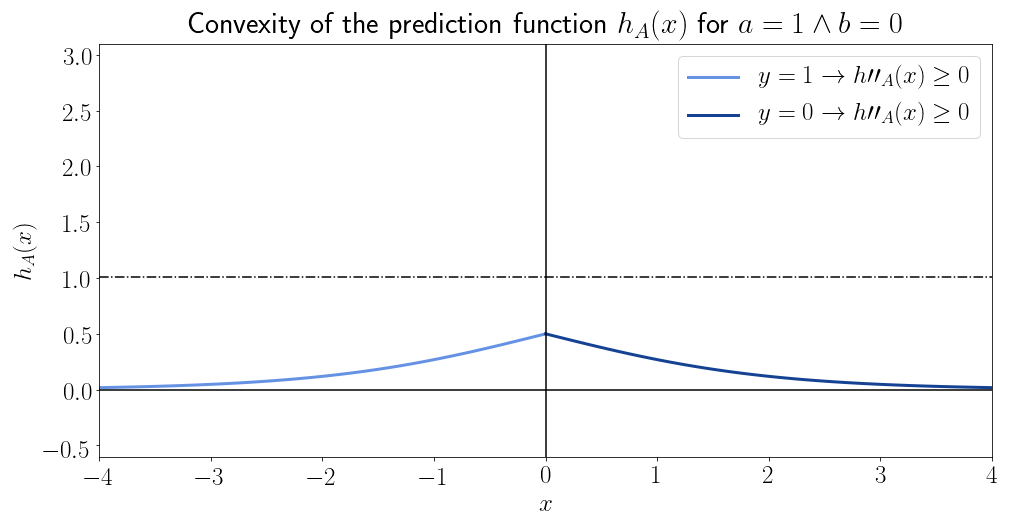 Convexity of the prediction function h_A(x) for a = 1 ∧ b = 0
y = 1 → h′′_A(x) ≥ 0
y = 0 → h′′_A(x) ≥ 0
h_A(x)
3.0
2.5
2.0
1.5
1.0
0.5
0.0
−0.5
−4 −3 −2 −1 0 1 2 3 4
x